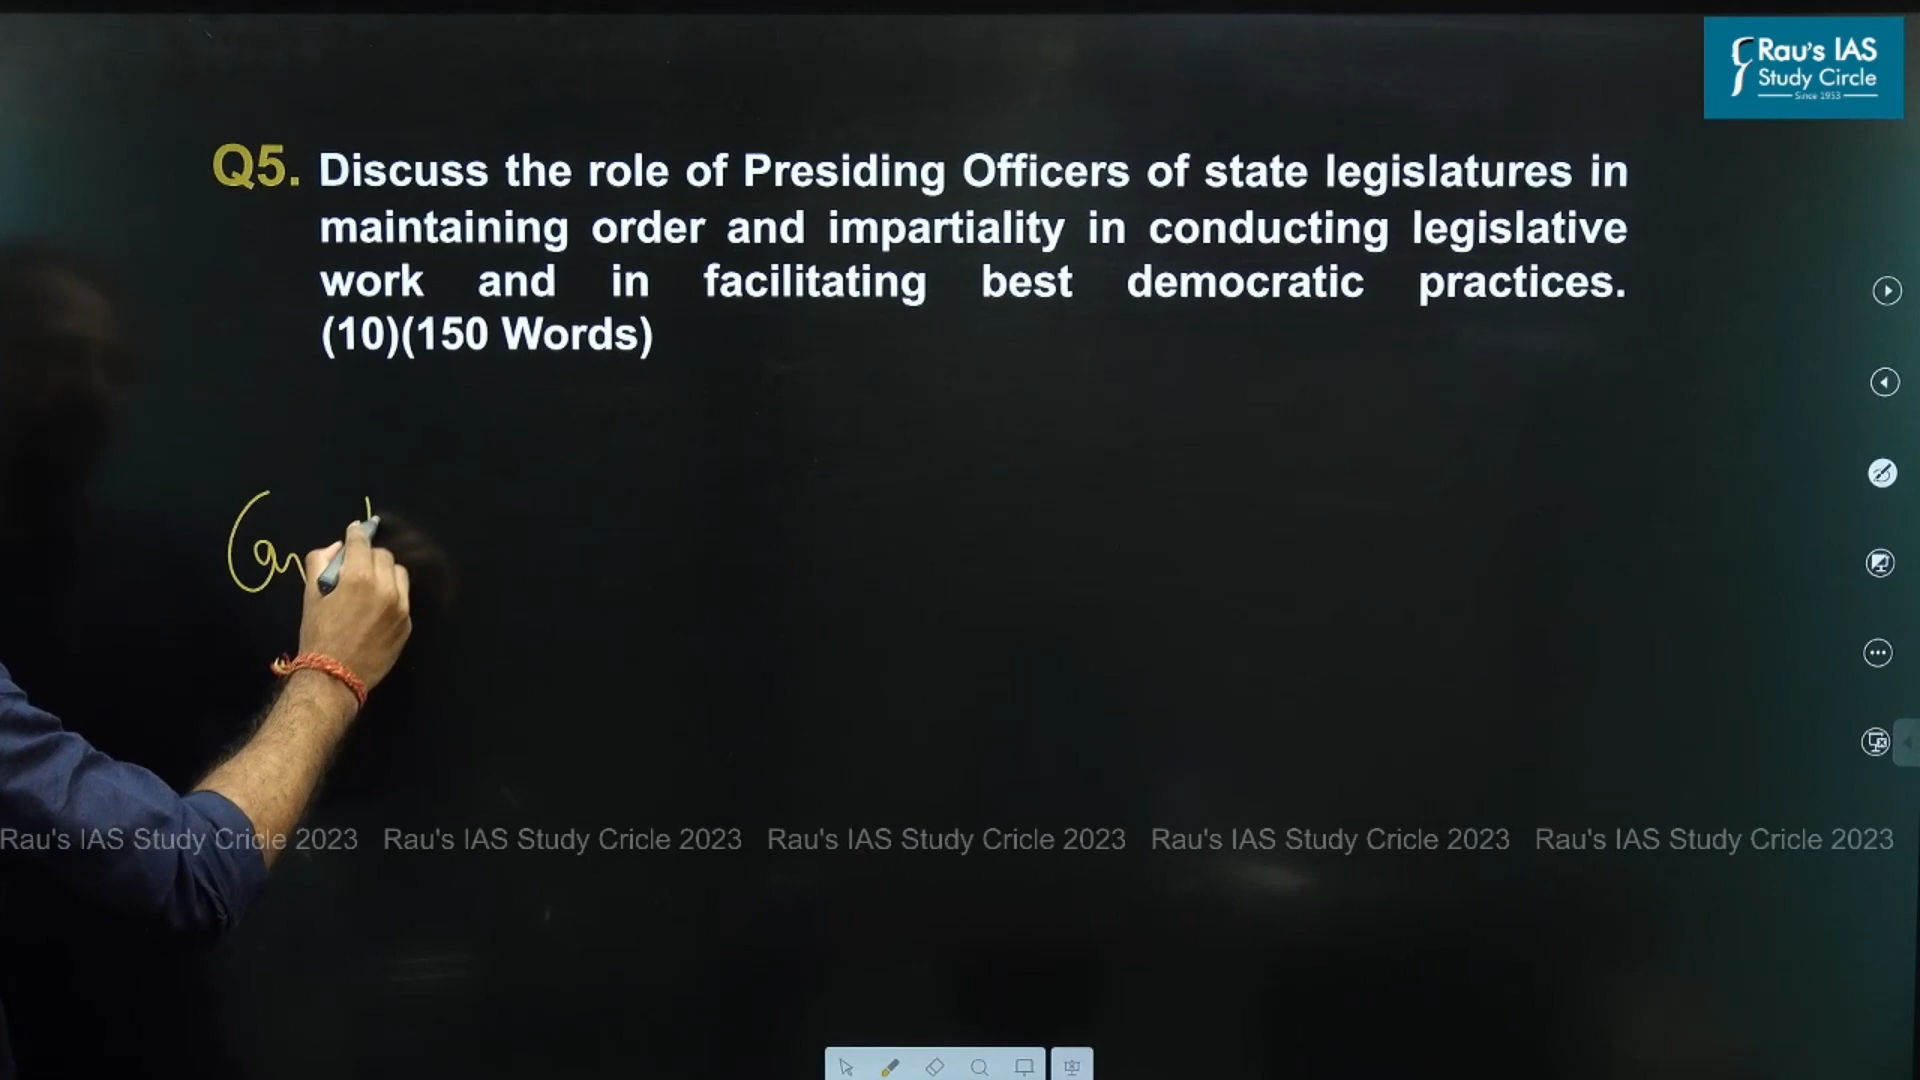 Rau's IAS
Study Circle
Since 1953
Q5. Discuss the role of Presiding Officers of state legislatures in
maintaining order and impartiality in conducting legislative
work and in facilitating best democratic practices.
(10)(150 Words)
Rau's IAS Study Cricle 2023 Rau's IAS Study Cricle 2023 Rau's IAS Study Cricle 2023 Rau's IAS Study Cricle 2023 Rau's IAS Study Cricle 2023